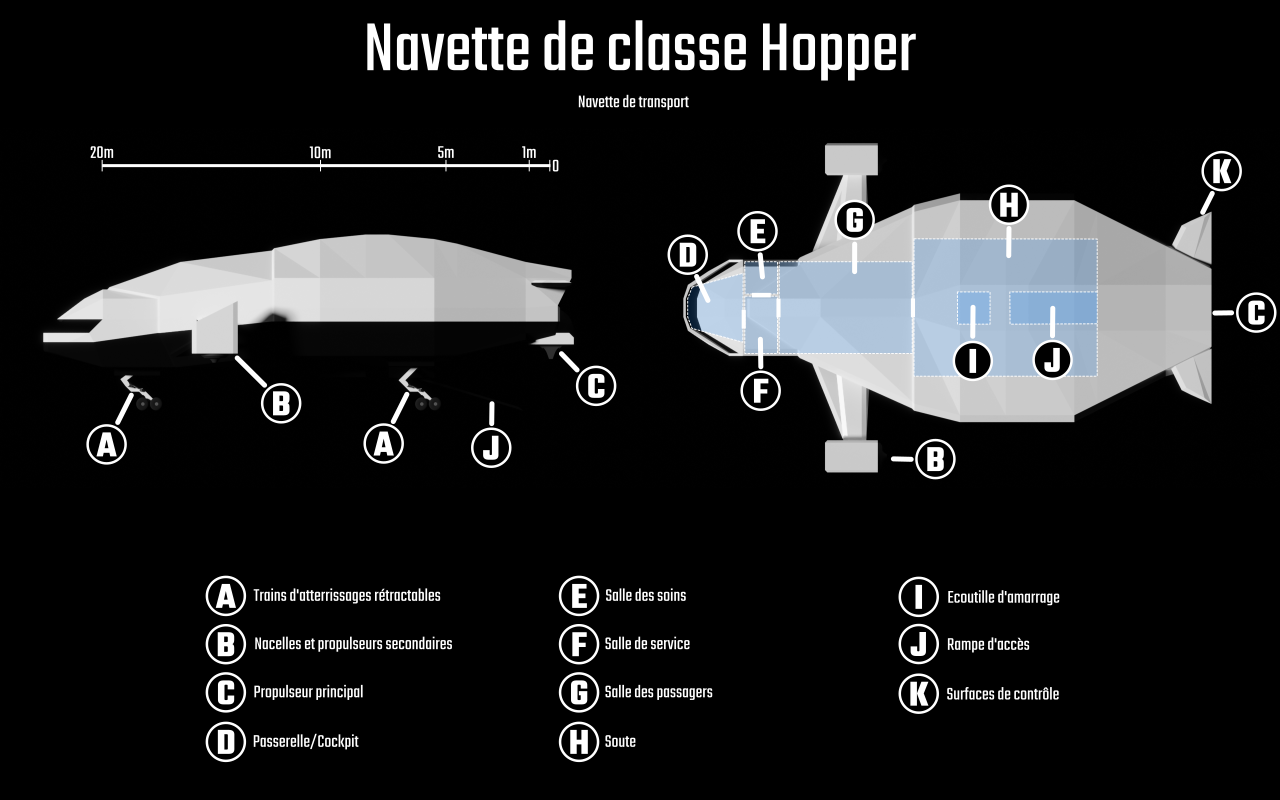 Navette de classe Hopper
Navette de transport
20m 10m 5m 1m 0
K
H
G
E
D
C
B
C
I J
A
A
J
F
B
A Trains d'atterrissages rétractables
B Nacelles et propulseurs secondaires
C Propulseur principal
D Passerelle/Cockpit
E Salle des soins
F Salle de service
G Salle des passagers
H Soute
I Ecoutille d'amarrage
J Rampe d'accès
K Surfaces de contrôle